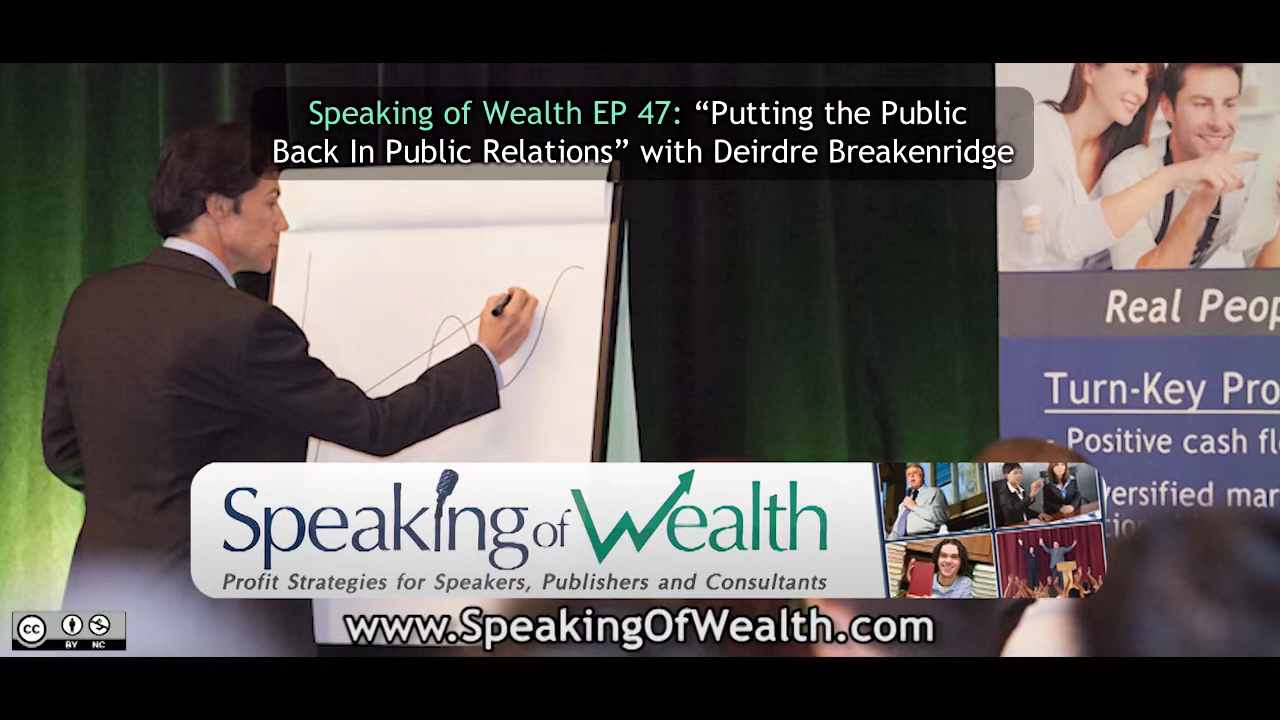 Speaking of Wealth EP 47: “Putting the Public
Back In Public Relations” with Deirdre Breakenridge
Real Peop
Turn-Key Pro
- Positive cash fl
versified mar
Speaking of Wealth
Profit Strategies for Speakers, Publishers and Consultants
www.SpeakingOfWealth.com
cc
BY NC